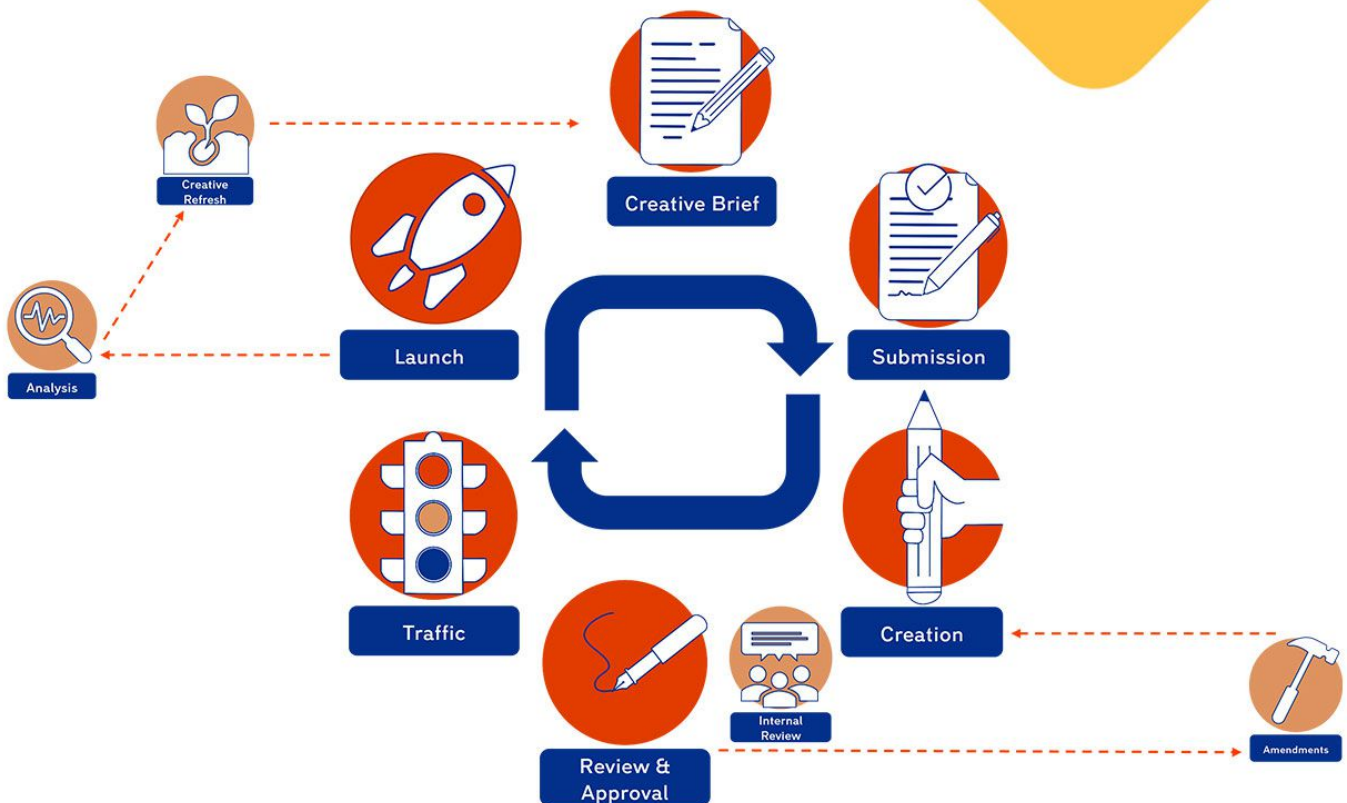 Creative Brief
Creative
Refresh
Launch
Submission
Analysis
Traffic
Creation
Internal
Review
Review &
Approval
Amendments